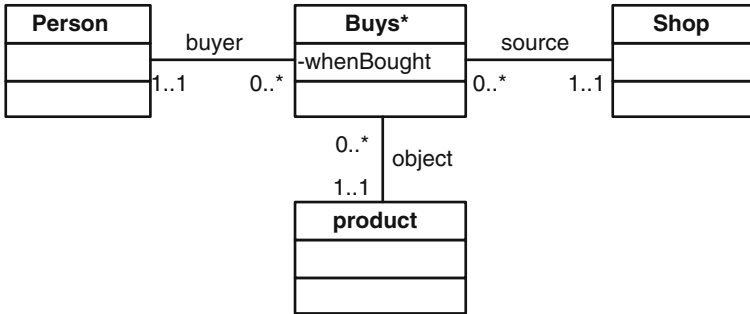 Person
buyer
Buys*
source
Shop
-whenBought
1..1
0..*
0..*
1..1
0..*
object
1..1
product